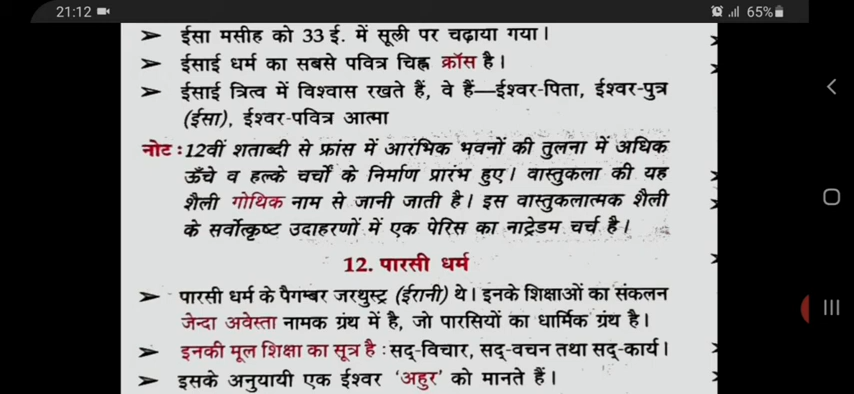 21:12
65%
➤ ईसा मसीह को 33 ई. में सूली पर चढ़ाया गया।
➤ ईसाई धर्म का सबसे पवित्र चिह्न क्रॉस है।
➤ ईसाई त्रित्व में विश्वास रखते हैं, वे हैं—ईश्वर-पिता, ईश्वर-पुत्र
(ईसा), ईश्वर-पवित्र आत्मा
नोट : 12वीं शताब्दी से फ्रांस में आरंभिक भवनों की तुलना में अधिक
ऊँचे व हल्के चर्चों के निर्माण प्रारंभ हुए। वास्तुकला की यह
शैली गोथिक नाम से जानी जाती है। इस वास्तुकलात्मक शैली
के सर्वोत्कृष्ट उदाहरणों में एक पेरिस का नाट्रेडम चर्च है।
12. पारसी धर्म
➤ पारसी धर्म के पैगम्बर जरथुस्ट्र (ईरानी) थे। इनके शिक्षाओं का संकलन
जेन्दा अवेस्ता नामक ग्रंथ में है, जो पारसियों का धार्मिक ग्रंथ है।
➤ इनकी मूल शिक्षा का सूत्र है : सद्-विचार, सद्-वचन तथा सद्-कार्य।
➤ इसके अनुयायी एक ईश्वर ‘अहुर’ को मानते हैं।